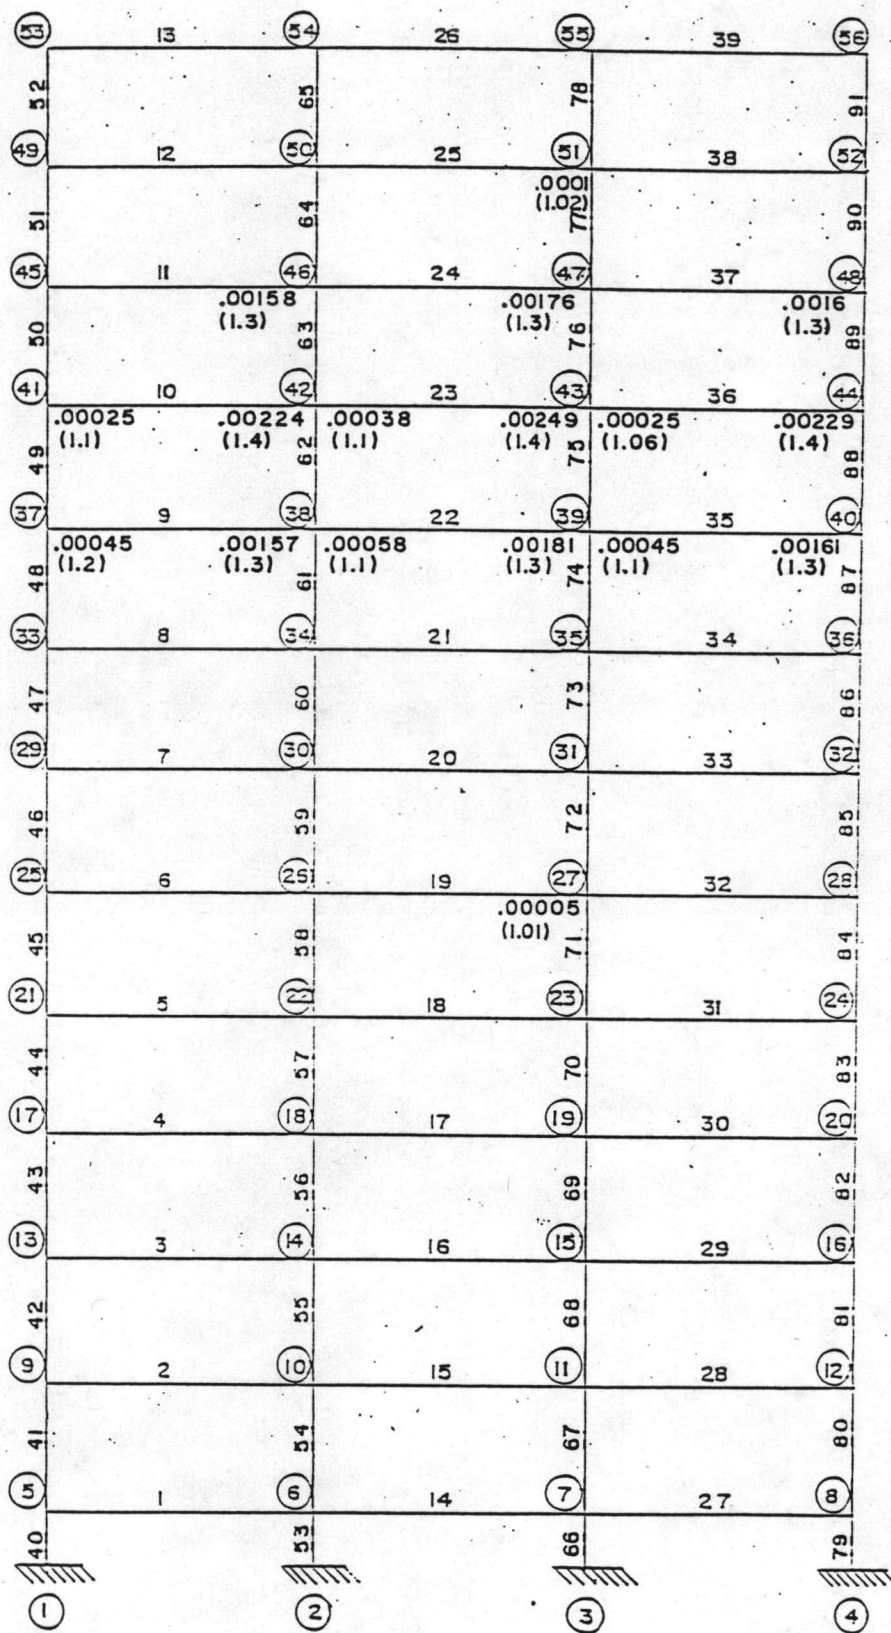 53 13 54 26 55 39 56
52 65 78 91
49 12 50 25 51 38 52
.0001
(1.02)
51 64 77 90
45 11 46 24 47 37 48
.00158 .00176 .0016
(1.3) (1.3) (1.3)
50 63 76 89
41 10 42 23 43 36 44
.00025 .00224 .00038 .00249 .00025 .00229
(1.1) (1.4) (1.1) (1.4) (1.06) (1.4)
49 62 75 88
37 9 38 22 39 35 40
.00045 .00157 .00058 .00181 .00045 .00161
(1.2) (1.3) (1.1) (1.3) (1.1) (1.3)
48 61 74 87
33 8 34 21 35 34 36
47 60 73 86
29 7 30 20 31 33 32
46 59 72 85
25 6 26 19 27 32 28
.00005
(1.01)
45 58 71 84
21 5 22 18 23 31 24
44 57 70 83
17 4 18 17 19 30 20
43 56 69 82
13 3 14 16 15 29 16
42 55 68 81
9 2 10 15 11 28 12
41 54 67 80
5 1 6 14 7 27 8
40 53 66 79
1 2 3 4